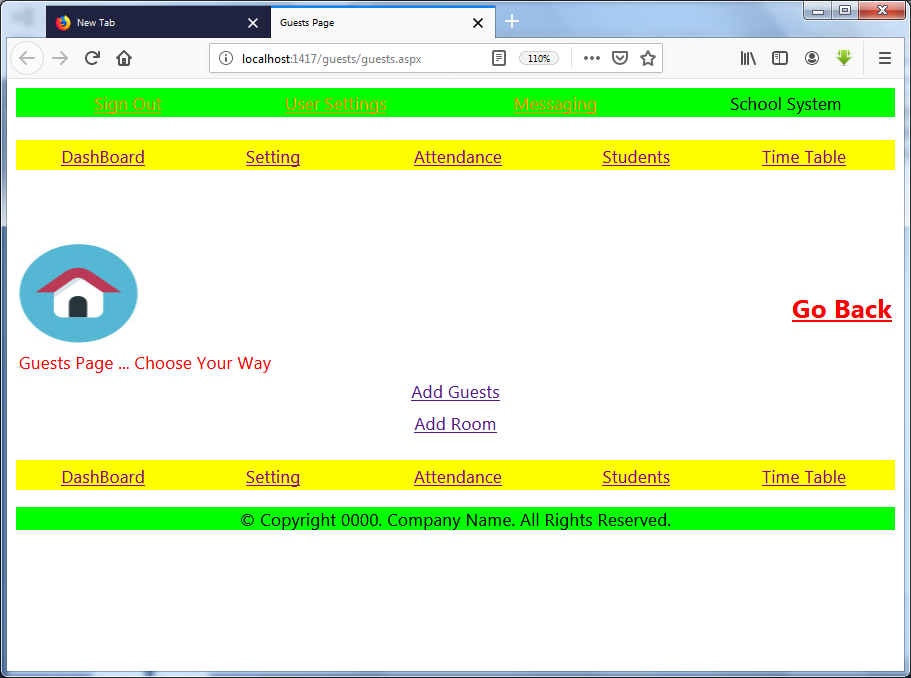 New Tab Guests Page
localhost:1417/guests/guests.aspx 110%
Sign Out User Settings Messaging School System
DashBoard Setting Attendance Students Time Table
Go Back
Guests Page ... Choose Your Way
Add Guests
Add Room
DashBoard Setting Attendance Students Time Table
© Copyright 0000. Company Name. All Rights Reserved.